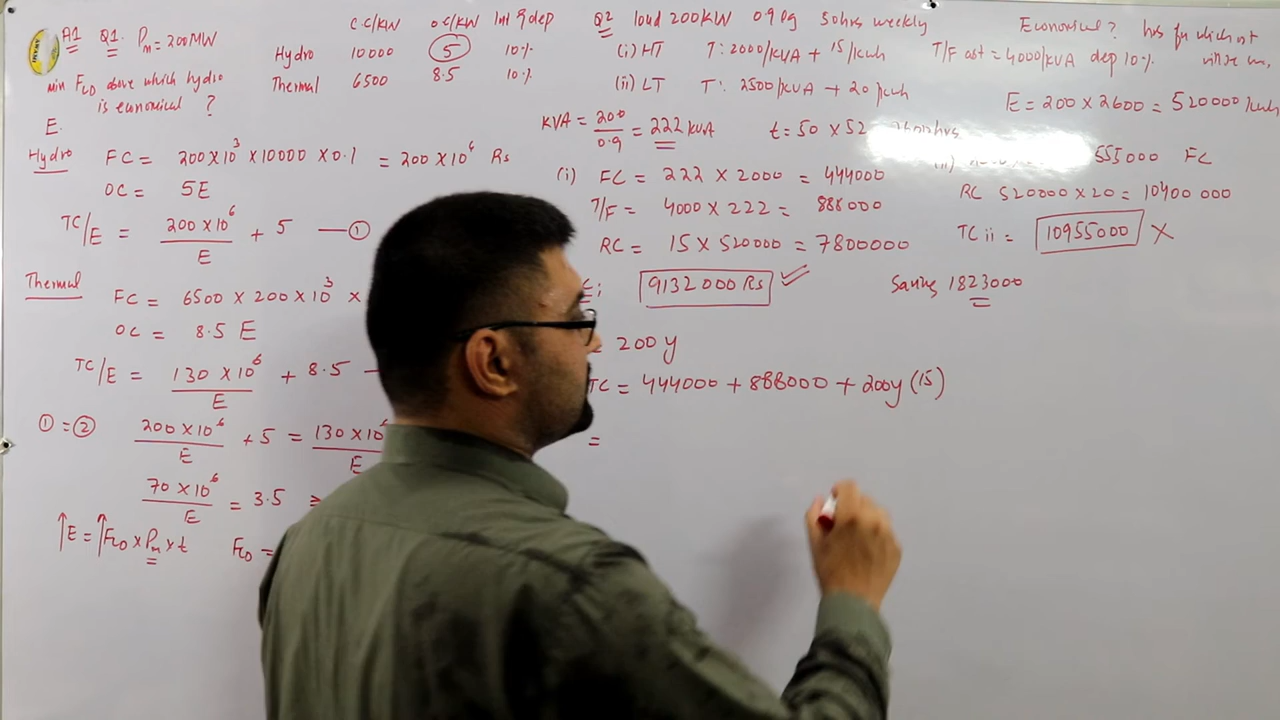 A1 Q1. Pm = 200MW
C.C/KW O.C/KW Int & dep
Hydro 10000 5 10%
Thermal 6500 8.5 10%
min FLD above which hydro
is economical ?
E.
Hydro FC = 200×10³ × 10000 × 0.1 = 200×10⁶ Rs
OC = 5E
TC/E = 200×10⁶/E + 5 — ①
Thermal
FC = 6500 × 200×10³ ×
OC = 8.5 E
TC/E = 130×10⁶/E + 8.5 -
① = ② 200×10⁶/E + 5 = 130×10⁶/E
70×10⁶/E = 3.5
↑E = ↑FLD × Pm × t FLD =
Q2 load 200KW 0.9 pg 50hrs weekly
(i) HT T: 2000/KVA + 15/Kwh
(ii) LT T: 2500/KVA + 20/Kwh
Economical ? hrs for which
T/F cost = 4000/KVA dep 10%
KVA = 200/0.9 = 222 KVA t = 50 × 52
E = 200 × 2600 = 520000
(i) FC = 222 × 2000 = 444000
T/F = 4000 × 222 = 888000
RC = 15 × 520000 = 7800000
9132000 Rs ✓
555000 FC
RC 520000×20 = 10400000
TC ii = 10955000 ✗
Saving 1823000
= 200y
TC = 444000 + 888000 + 200y(15)
=